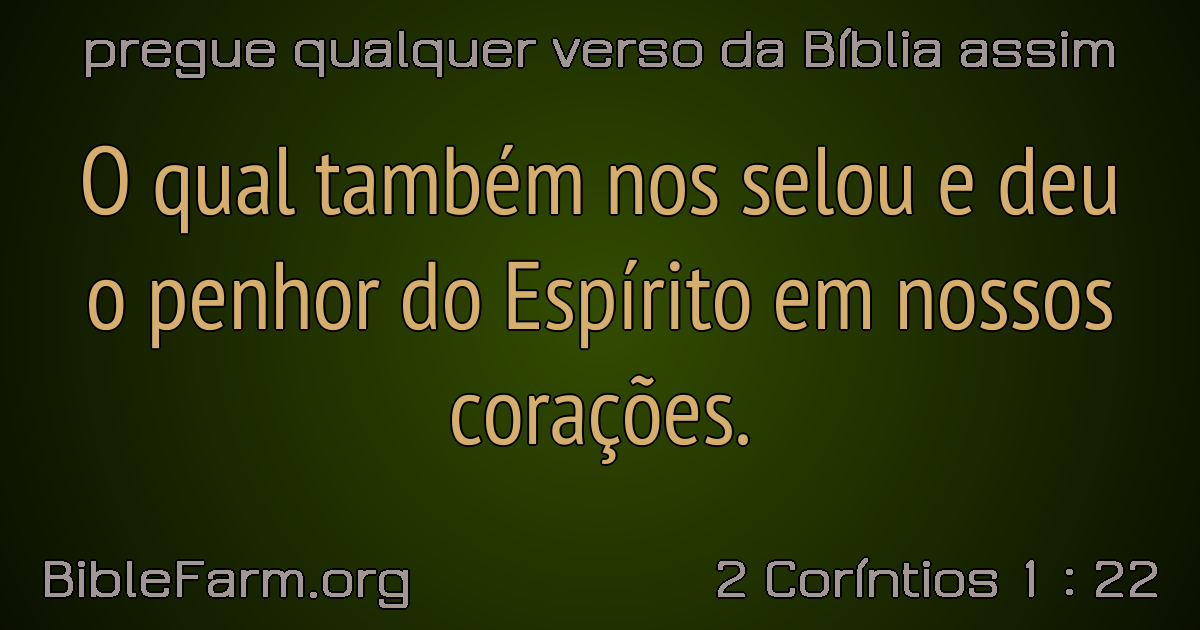 pregue qualquer verso da Bíblia assim
O qual também nos selou e deu
o penhor do Espírito em nossos
corações.
BibleFarm.org
2 Coríntios 1 : 22